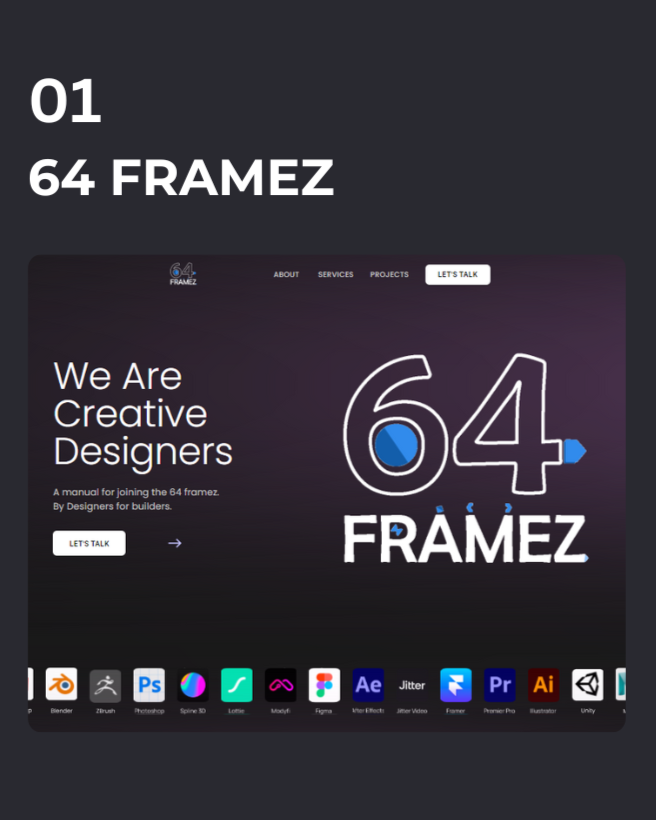 01
64 FRAMEZ
64
FRAMEZ
ABOUT SERVICES PROJECTS LET'S TALK
We Are
Creative
Designers
A manual for joining the 64 framez.
By Designers for builders.
LET'S TALK
64
FRAMEZ
Ps Ae Jitter Pr Ai
Blender ZBrush Photoshop Spline 3D Lottie Modyfi Figma After Effects Jitter Video Framer Premier Pro Illustrator Unity